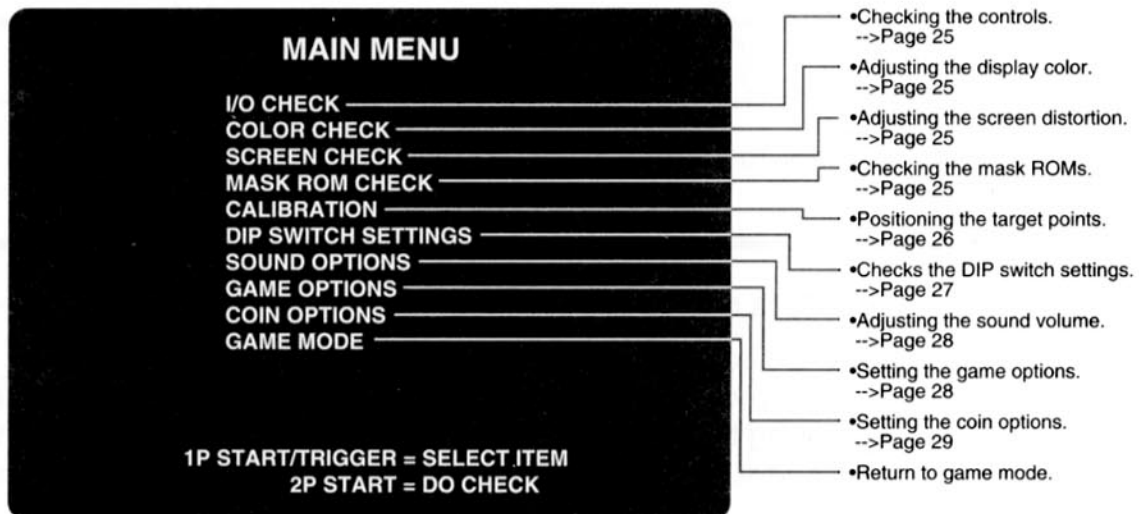 MAIN MENU
I/O CHECK
COLOR CHECK
SCREEN CHECK
MASK ROM CHECK
CALIBRATION
DIP SWITCH SETTINGS
SOUND OPTIONS
GAME OPTIONS
COIN OPTIONS
GAME MODE
1P START/TRIGGER = SELECT ITEM
2P START = DO CHECK
•Checking the controls.
-->Page 25
•Adjusting the display color.
-->Page 25
•Adjusting the screen distortion.
-->Page 25
•Checking the mask ROMs.
-->Page 25
•Positioning the target points.
-->Page 26
•Checks the DIP switch settings.
-->Page 27
•Adjusting the sound volume.
-->Page 28
•Setting the game options.
-->Page 28
•Setting the coin options.
-->Page 29
•Return to game mode.